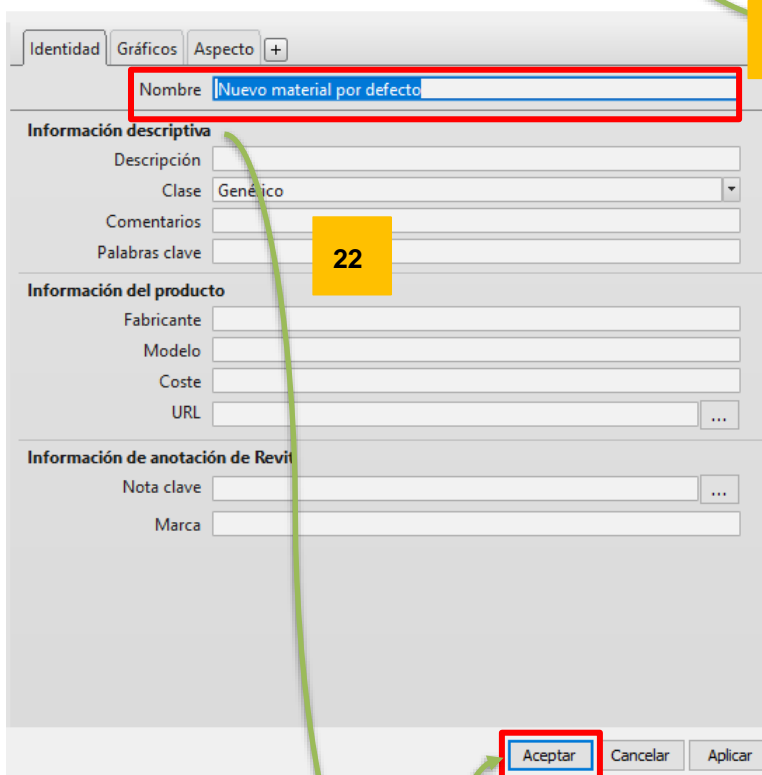 Identidad Gráficos Aspecto +
Nombre Nuevo material por defecto
Información descriptiva
Descripción
Clase Genérico
Comentarios
Palabras clave
22
Información del producto
Fabricante
Modelo
Coste
URL ...
Información de anotación de Revit
Nota clave ...
Marca
Aceptar Cancelar Aplicar